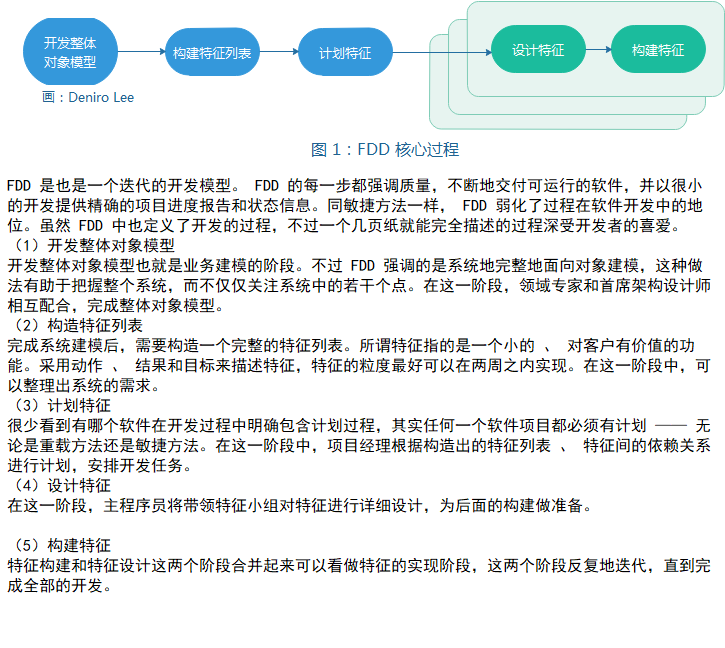 开发整体
对象模型
构建特征列表
计划特征
设计特征
构建特征
画：Deniro Lee
图 1：FDD 核心过程
FDD 是也是一个迭代的开发模型。 FDD 的每一步都强调质量，不断地交付可运行的软件，并以很小
的开发提供精确的项目进度报告和状态信息。同敏捷方法一样， FDD 弱化了过程在软件开发中的地
位。虽然 FDD 中也定义了开发的过程，不过一个几页纸就能完全描述的过程深受开发者的喜爱。
（1）开发整体对象模型
开发整体对象模型也就是业务建模的阶段。不过 FDD 强调的是系统地完整地面向对象建模，这种做
法有助于把握整个系统，而不仅仅关注系统中的若干个点。在这一阶段，领域专家和首席架构设计师
相互配合，完成整体对象模型。
（2）构造特征列表
完成系统建模后，需要构造一个完整的特征列表。所谓特征指的是一个小的 、 对客户有价值的功
能。采用动作 、 结果和目标来描述特征，特征的粒度最好可以在两周之内实现。在这一阶段中，可
以整理出系统的需求。
（3）计划特征
很少看到有哪个软件在开发过程中明确包含计划过程，其实任何一个软件项目都必须有计划 —— 无
论是重载方法还是敏捷方法。在这一阶段中，项目经理根据构造出的特征列表 、 特征间的依赖关系
进行计划，安排开发任务。
（4）设计特征
在这一阶段，主程序员将带领特征小组对特征进行详细设计，为后面的构建做准备。
（5）构建特征
特征构建和特征设计这两个阶段合并起来可以看做特征的实现阶段，这两个阶段反复地迭代，直到完
成全部的开发。